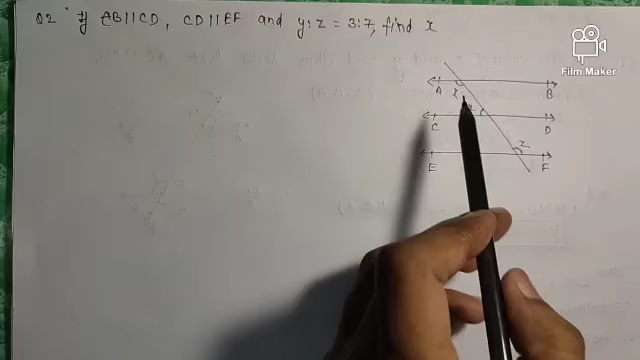 Q2 If AB||CD, CD||EF and y:z = 3:7, find x
Film Maker
A
B
x
C
D
z
E
F